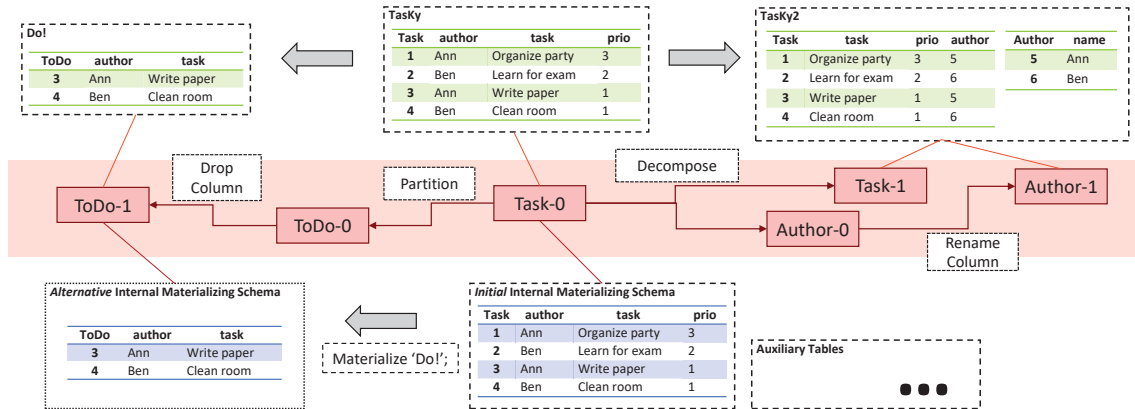 Do!
ToDo author task
3 Ann Write paper
4 Ben Clean room
TasKy
Task author task prio
1 Ann Organize party 3
2 Ben Learn for exam 2
3 Ann Write paper 1
4 Ben Clean room 1
TasKy2
Task task prio author
1 Organize party 3 5
2 Learn for exam 2 6
3 Write paper 1 5
4 Clean room 1 6
Author name
5 Ann
6 Ben
Drop
Column
Partition
Decompose
ToDo-1
ToDo-0
Task-0
Task-1
Author-0
Author-1
Rename
Column
Alternative Internal Materializing Schema
ToDo author task
3 Ann Write paper
4 Ben Clean room
Materialize ‘Do!’;
Initial Internal Materializing Schema
Task author task prio
1 Ann Organize party 3
2 Ben Learn for exam 2
3 Ann Write paper 1
4 Ben Clean room 1
Auxiliary Tables
...